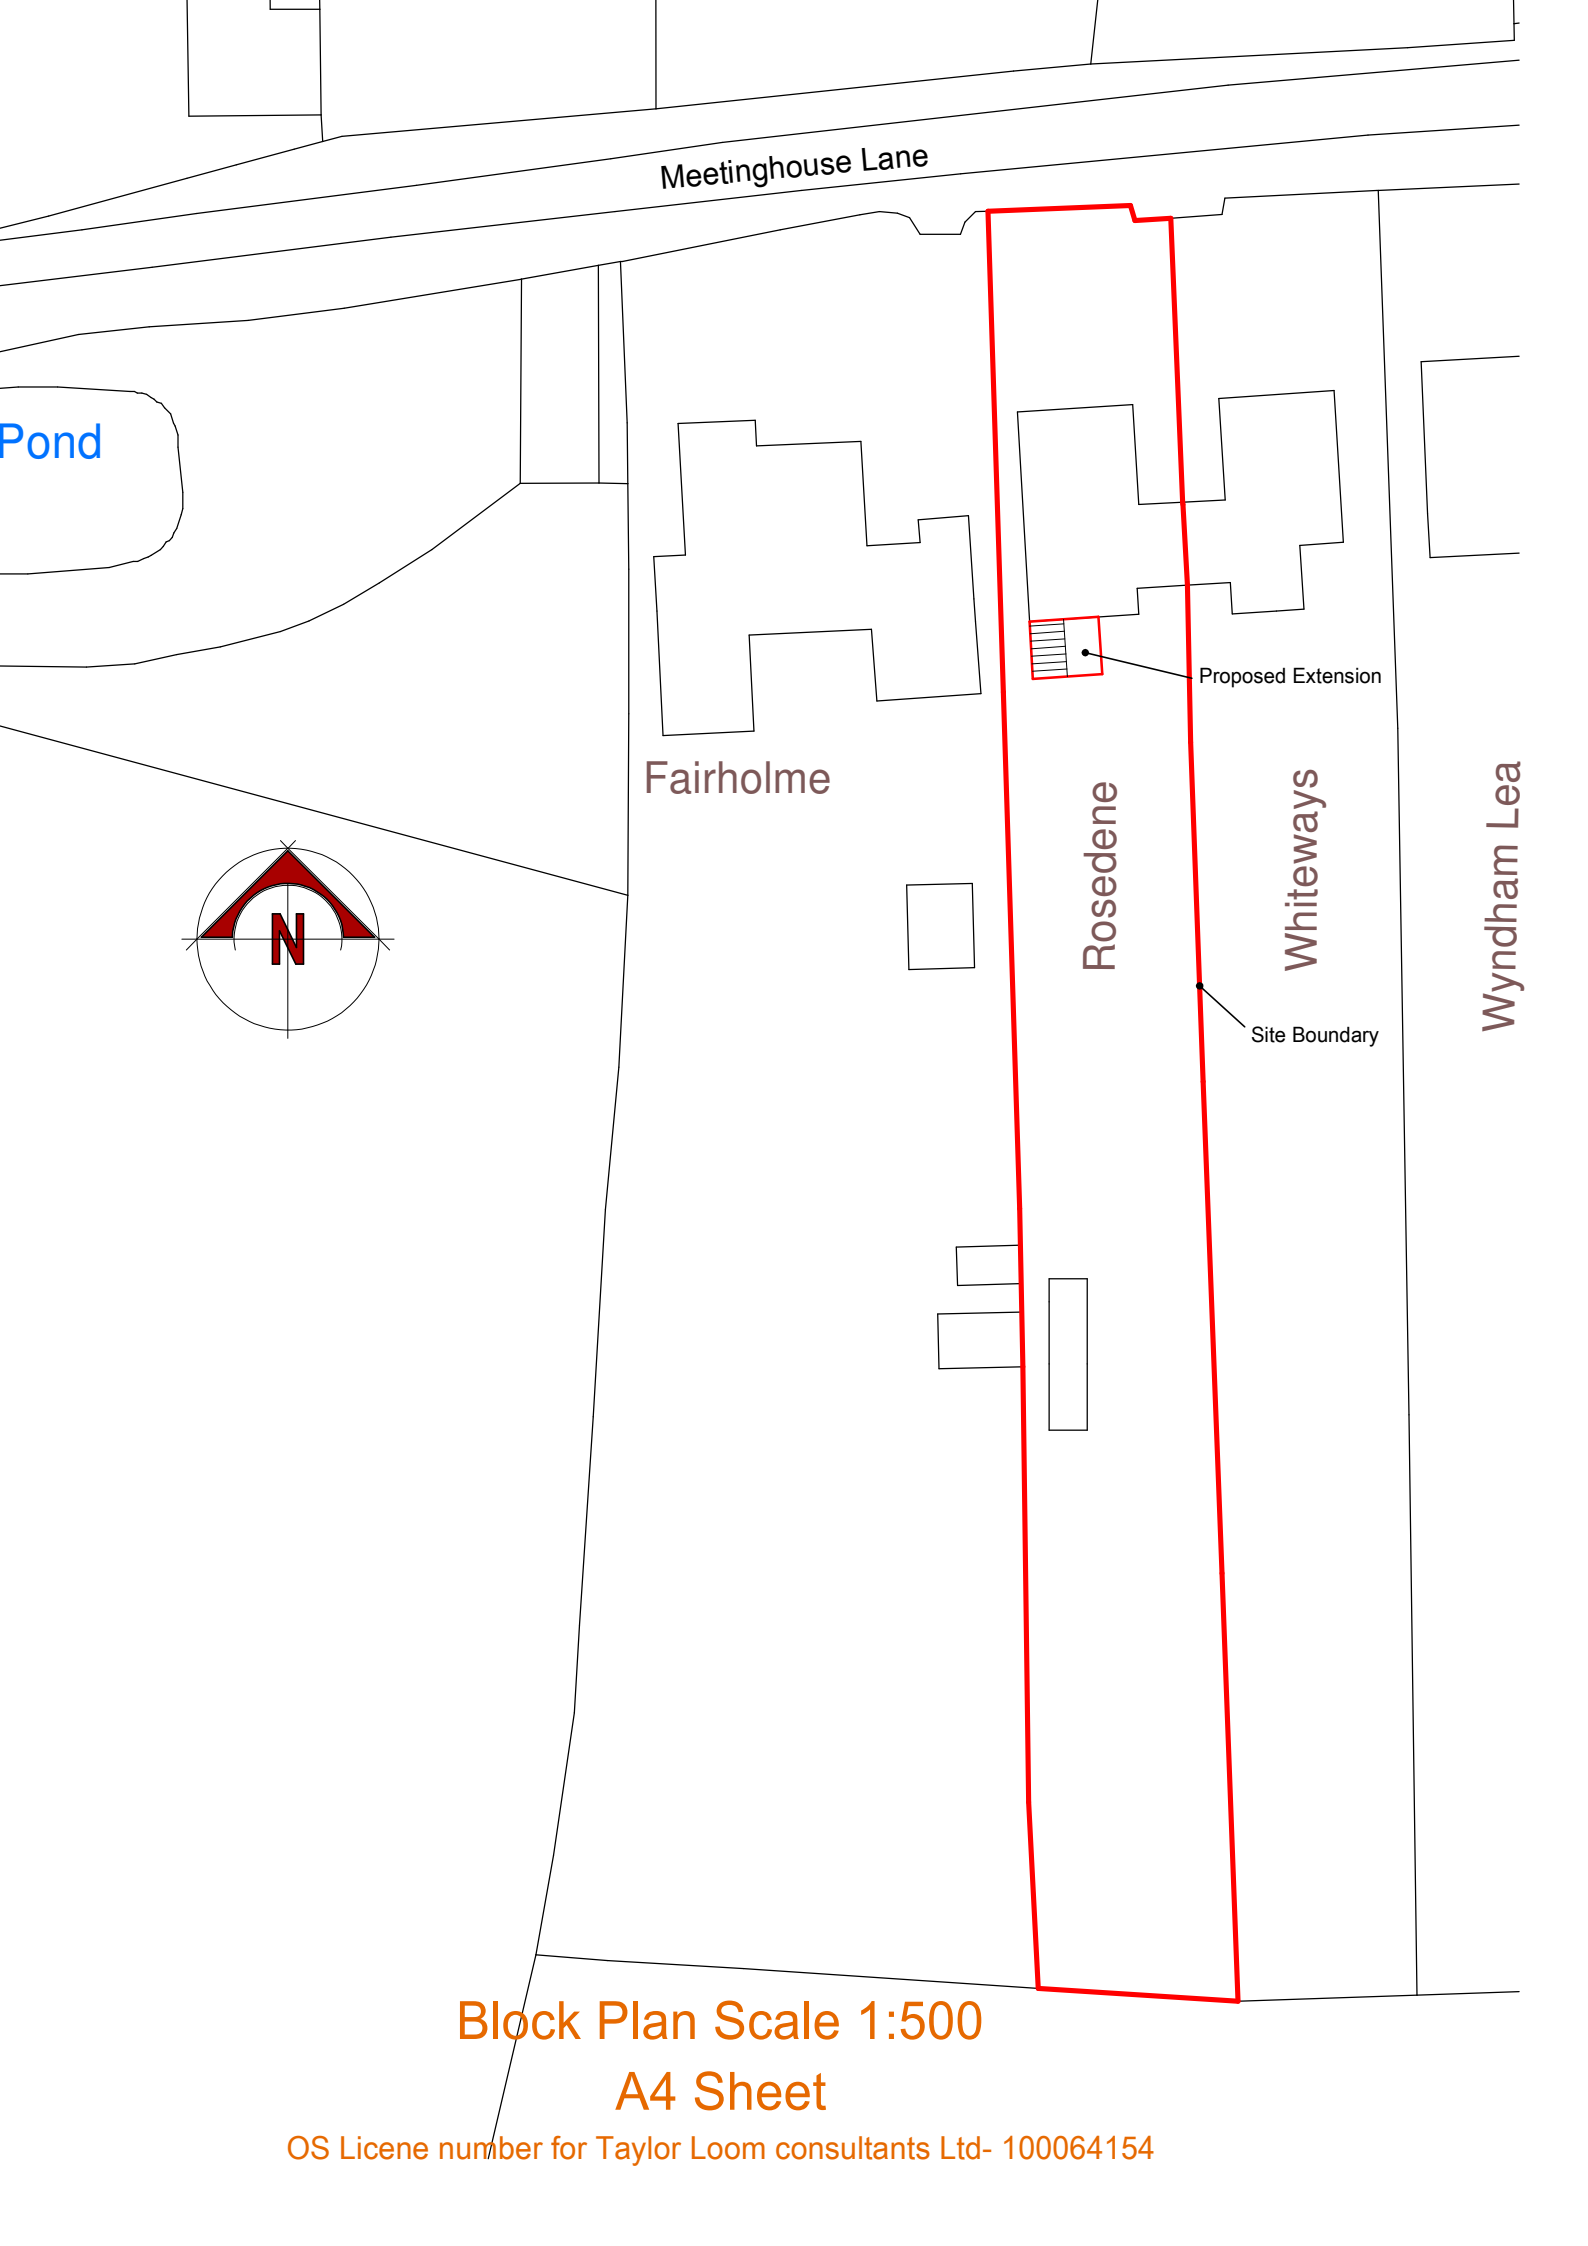 Meetinghouse Lane
Pond
Proposed Extension
Fairholme
Rosedene
Whiteways
Wyndham Lea
N
Site Boundary
Block Plan Scale 1:500
A4 Sheet
OS Licene number for Taylor Loom consultants Ltd- 100064154